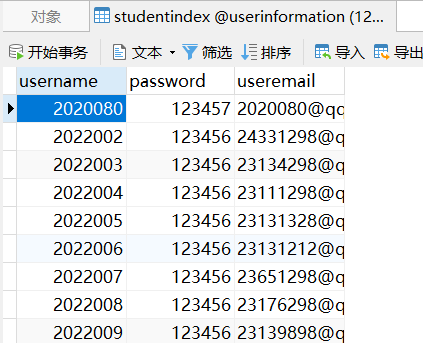 对象 studentindex @userinformation (12...
开始事务 文本 筛选 排序 导入 导出
username password useremail
2020080 123457 2020080@qq
2022002 123456 24331298@q
2022003 123456 23134298@q
2022004 123456 23111298@q
2022005 123456 23131328@q
2022006 123456 23131212@q
2022007 123456 23651298@q
2022008 123456 23176298@q
2022009 123456 23139898@q